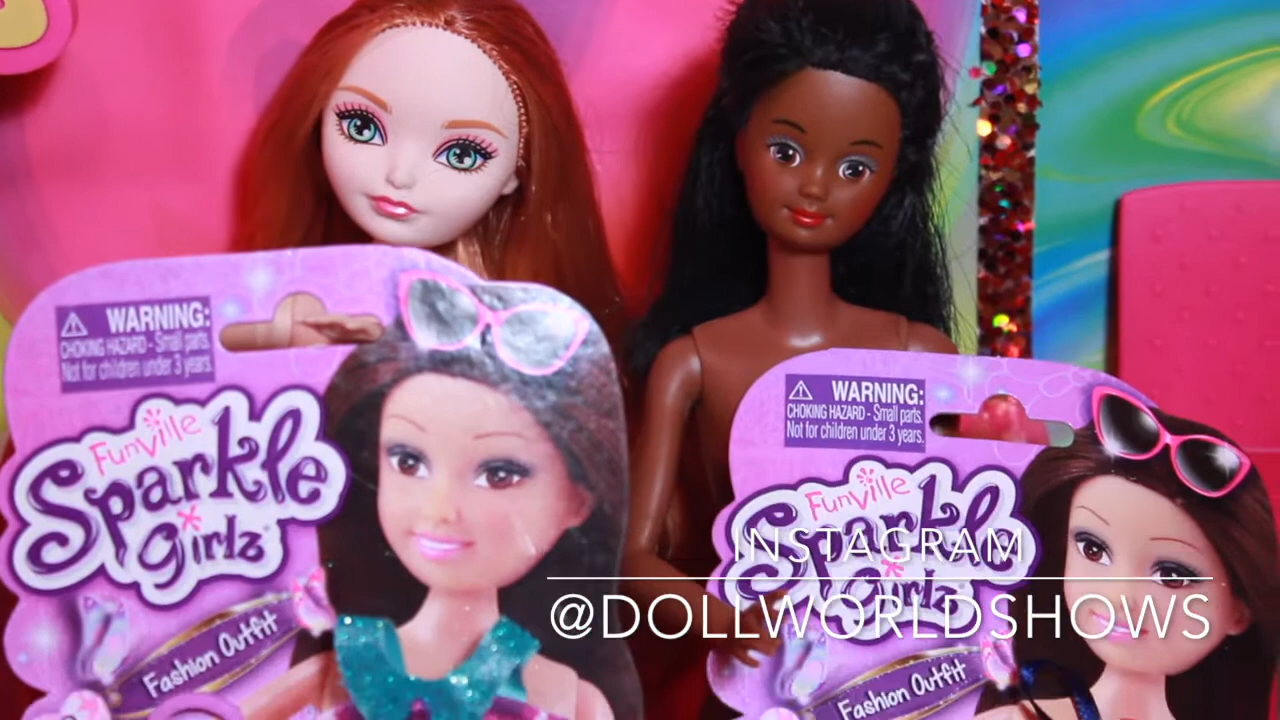 WARNING:
CHOKING HAZARD - Small parts.
Not for children under 3 years.
Funville
Sparkle
Girlz
Fashion Outfit
WARNING:
CHOKING HAZARD - Small parts.
Not for children under 3 years.
Funville
Sparkle
Girlz
Fashion Outfit
INSTAGRAM
@DOLLWORLDSHOWS